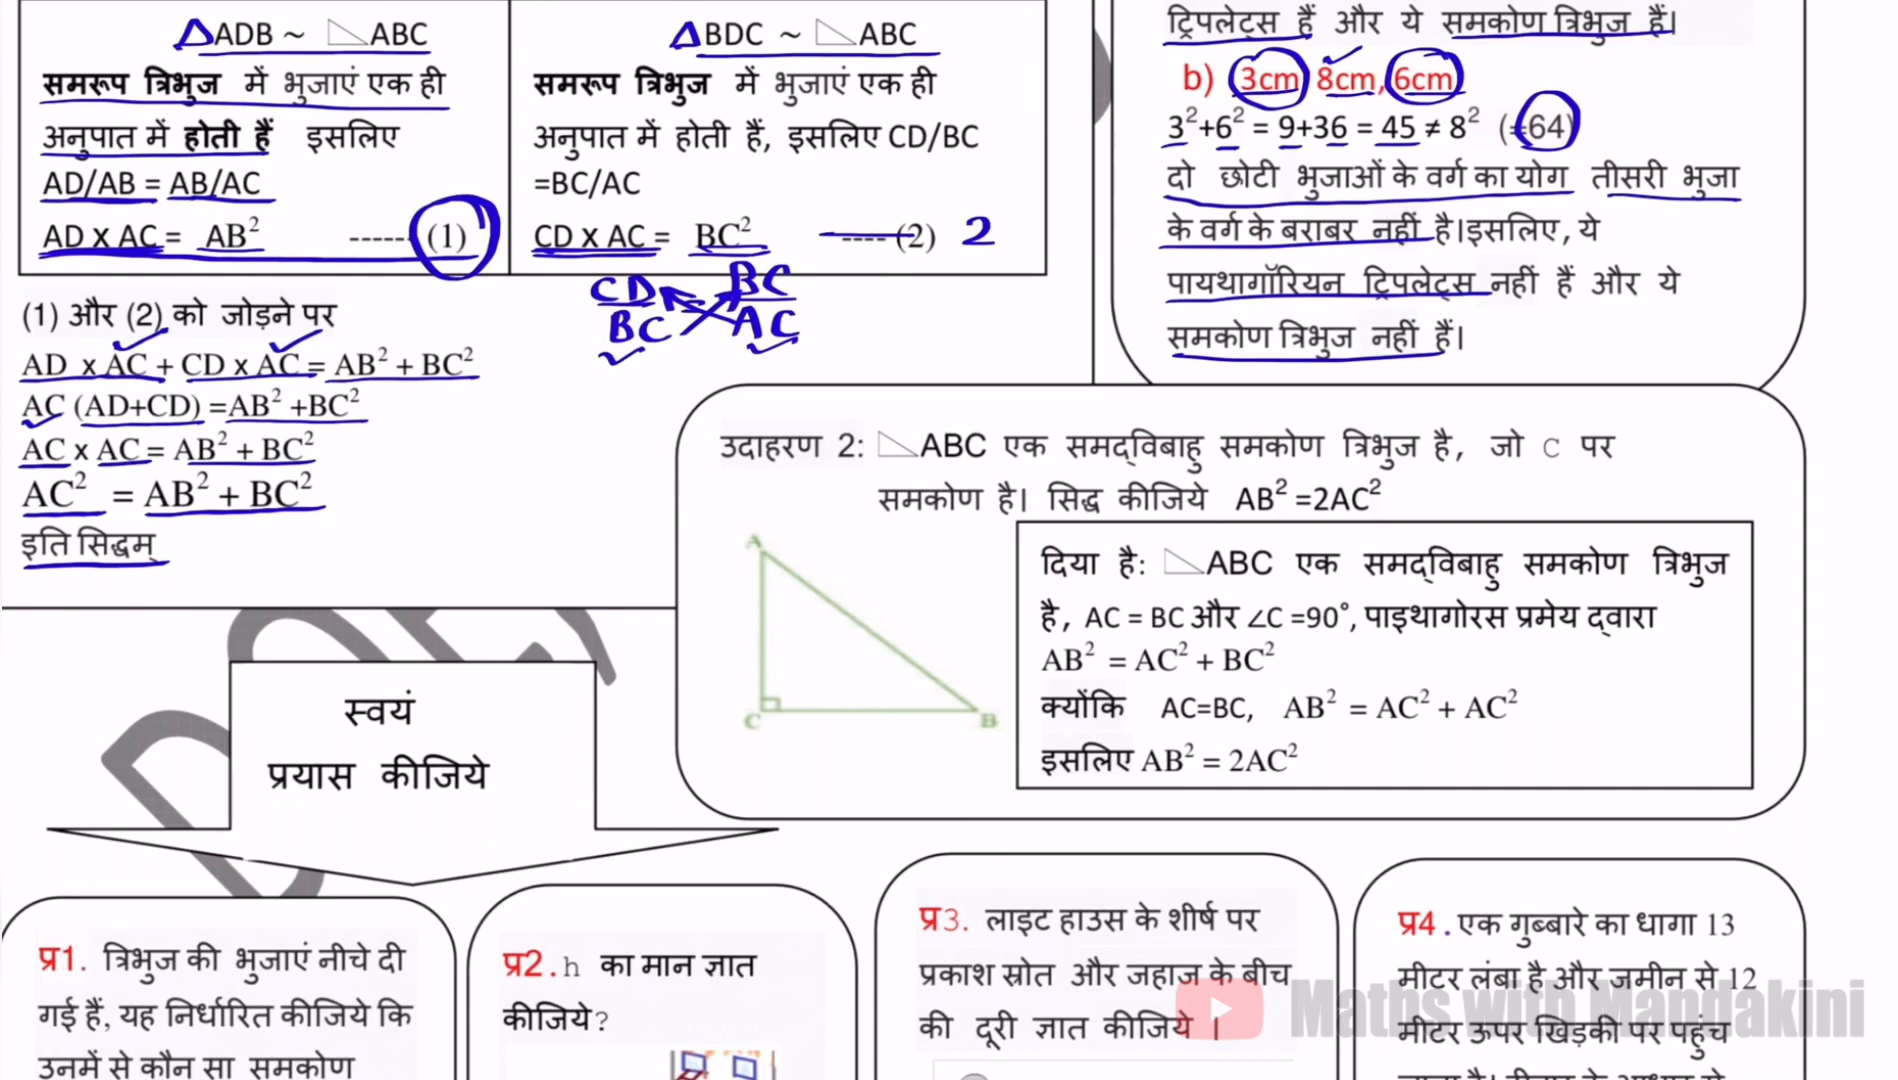 ΔADB ~ ◺ABC
समरूप त्रिभुज में भुजाएं एक ही
अनुपात में होती हैं इसलिए
AD/AB = AB/AC
AD x AC = AB² ------ (1)
ΔBDC ~ ◺ABC
समरूप त्रिभुज में भुजाएं एक ही
अनुपात में होती हैं, इसलिए CD/BC
=BC/AC
CD x AC = BC² ---- (2) 2
CD BC
BC AC
(1) और (2) को जोड़ने पर
AD x AC + CD x AC = AB² + BC²
AC (AD+CD) =AB² +BC²
AC x AC = AB² + BC²
AC² = AB² + BC²
इति सिद्धम्
ट्रिपलेट्स हैं और ये समकोण त्रिभुज हैं।
b) 3cm 8cm, 6cm
3²+6² = 9+36 = 45 ≠ 8² (=64)
दो छोटी भुजाओं के वर्ग का योग तीसरी भुजा
के वर्ग के बराबर नहीं है।इसलिए, ये
पायथागॉरियन ट्रिपलेट्स नहीं हैं और ये
समकोण त्रिभुज नहीं हैं।
उदाहरण 2: ◺ABC एक समद्विबाहु समकोण त्रिभुज है, जो C पर
समकोण है। सिद्ध कीजिये AB² =2AC²
A
C
B
दिया है: ◺ABC एक समद्विबाहु समकोण त्रिभुज
है, AC = BC और ∠C =90°, पाइथागोरस प्रमेय द्वारा
AB² = AC² + BC²
क्योंकि AC=BC, AB² = AC² + AC²
इसलिए AB² = 2AC²
स्वयं
प्रयास कीजिये
प्र1. त्रिभुज की भुजाएं नीचे दी
गई हैं, यह निर्धारित कीजिये कि
उनमें से कौन सा समकोण
प्र2.h का मान ज्ञात
कीजिये?
प्र3. लाइट हाउस के शीर्ष पर
प्रकाश स्रोत और जहाज के बीच
की दूरी ज्ञात कीजिये ।
प्र4.एक गुब्बारे का धागा 13
मीटर लंबा है और जमीन से 12
मीटर ऊपर खिड़की पर पहुंच
Maths with Mandakini